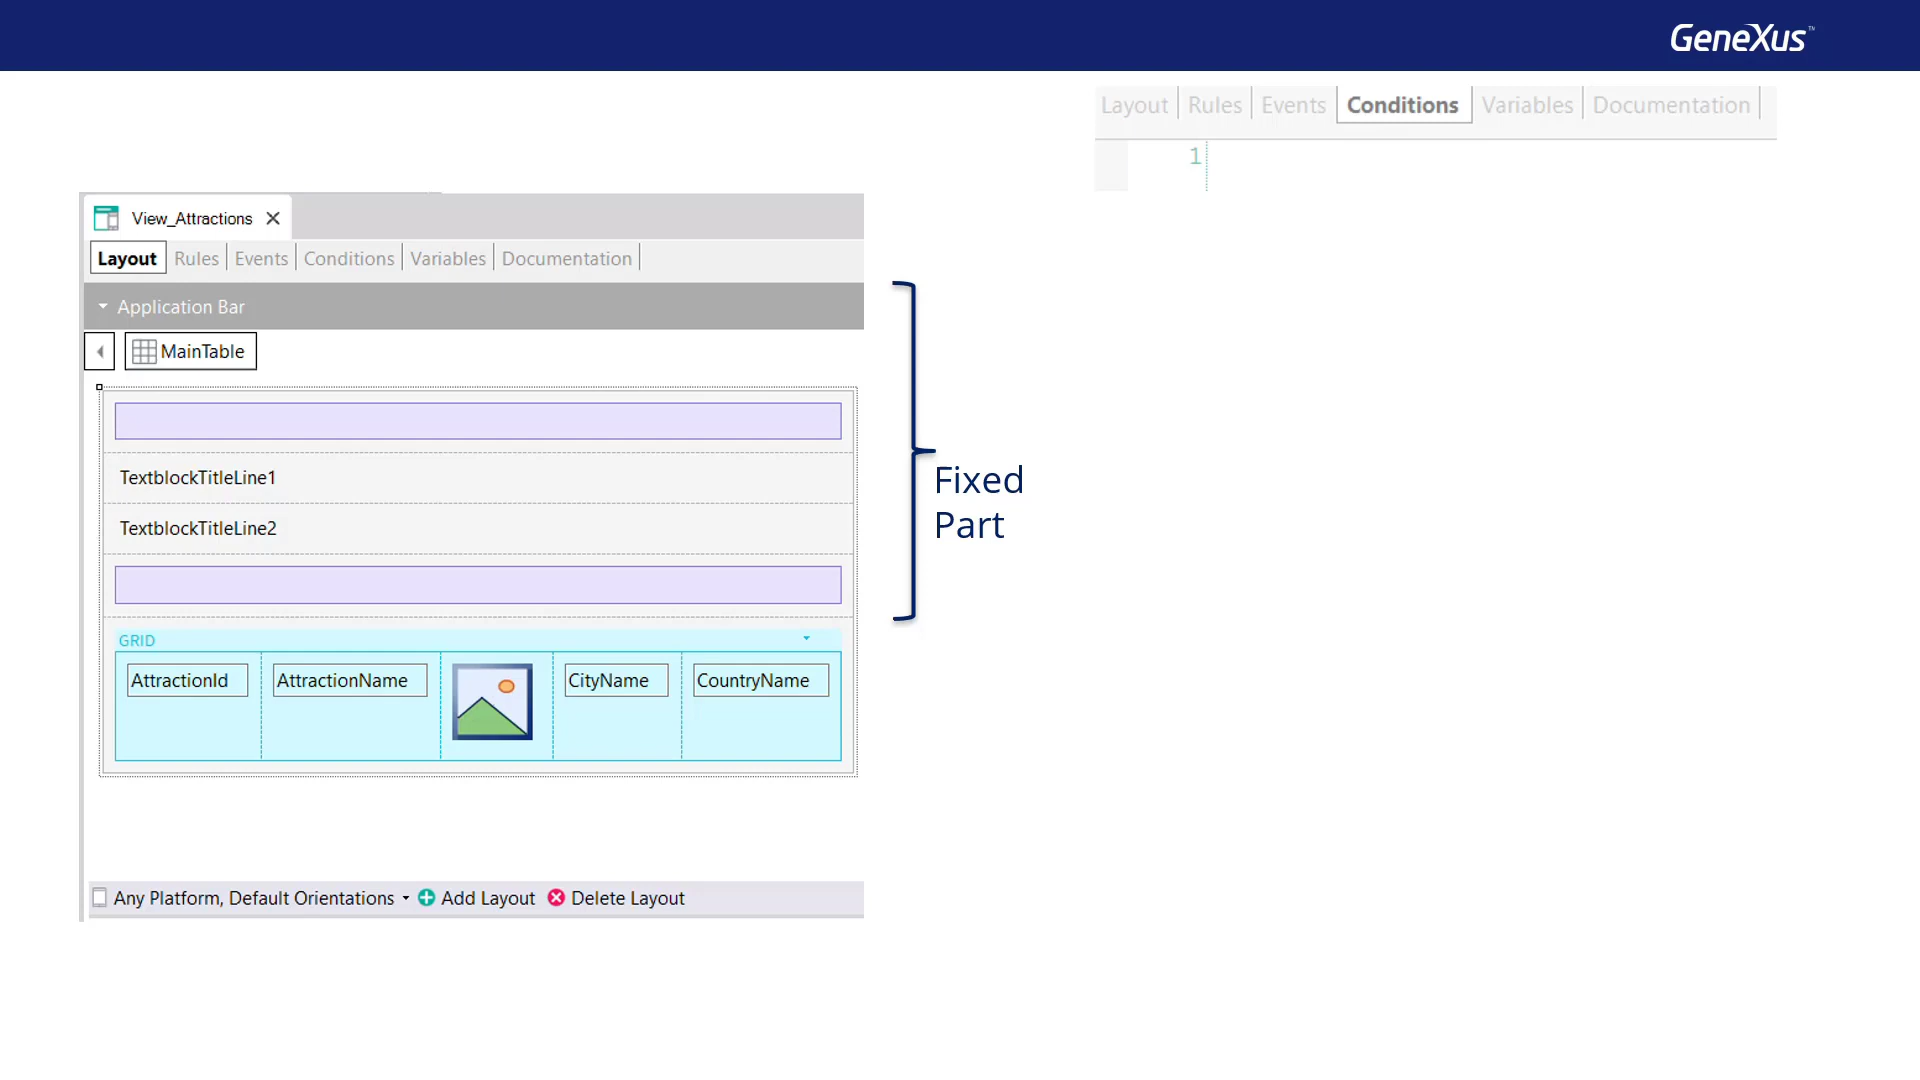 GeneXus™
Layout Rules Events Conditions Variables Documentation
1
View_Attractions
Layout Rules Events Conditions Variables Documentation
Application Bar
MainTable
TextblockTitleLine1
TextblockTitleLine2
Fixed
Part
GRID
AttractionId AttractionName CityName CountryName
Any Platform, Default Orientations Add Layout Delete Layout